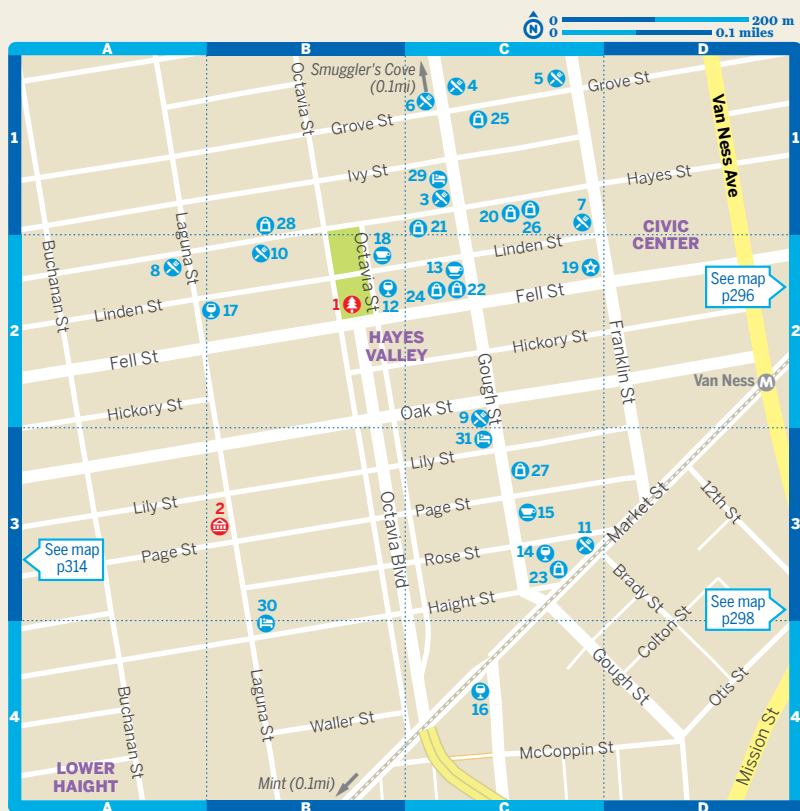 N
0
200 m
0
0.1 miles
A
B
C
D
Smuggler's Cove
(0.1mi)
4
5
6
Grove St
Octavia St
Van Ness Ave
25
Grove St
1
1
Ivy St
29
3
Hayes St
7
20
26
28
21
CIVIC
CENTER
Laguna St
Buchanan St
18
Octavia St
Linden St
10
8
13
19
See map
p296
24
22
Fell St
12
1
17
Linden St
HAYES
VALLEY
2
2
Hickory St
Franklin St
Fell St
Gough St
Van Ness
M
Hickory St
Oak St
9
31
Lily St
27
12th St
Lily St
2
Octavia Blvd
Page St
15
Market St
3
3
Page St
Rose St
14
11
23
See map
p314
Brady St
Haight St
See map
p298
30
Colton St
Gough St
Laguna St
Otis St
Buchanan St
16
4
4
Waller St
Mission St
McCoppin St
LOWER
HAIGHT
Mint (0.1mi)
A
B
C
D